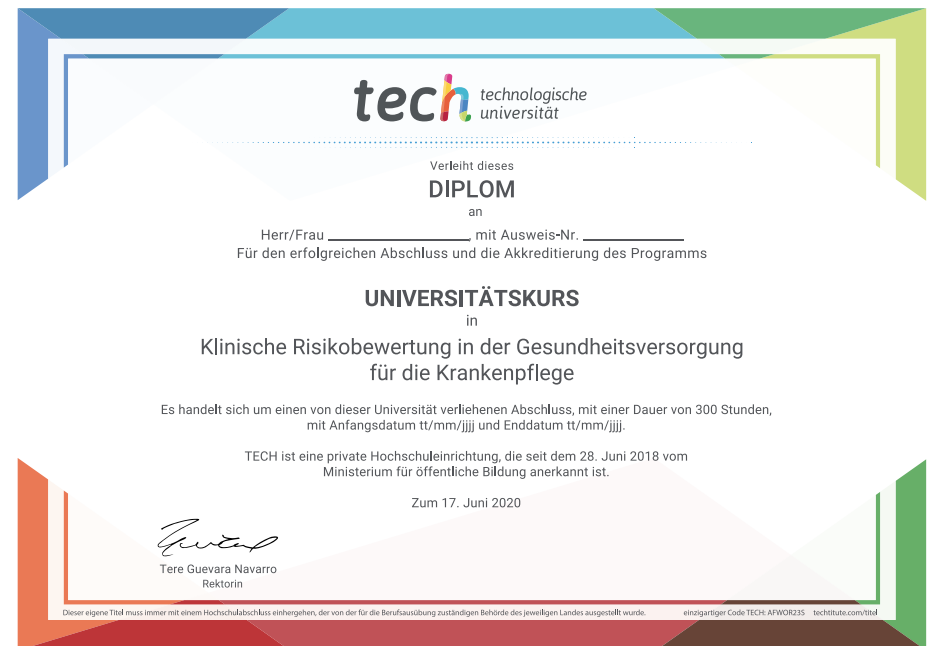 tech technologische
universität
Verleiht dieses
DIPLOM
an
Herr/Frau ____________________, mit Ausweis-Nr. ______________
Für den erfolgreichen Abschluss und die Akkreditierung des Programms
UNIVERSITÄTSKURS
in
Klinische Risikobewertung in der Gesundheitsversorgung
für die Krankenpflege
Es handelt sich um einen von dieser Universität verliehenen Abschluss, mit einer Dauer von 300 Stunden,
mit Anfangsdatum tt/mm/jjjj und Enddatum tt/mm/jjjj.
TECH ist eine private Hochschuleinrichtung, die seit dem 28. Juni 2018 vom
Ministerium für öffentliche Bildung anerkannt ist.
Zum 17. Juni 2020
Tere Guevara Navarro
Rektorin
Dieser eigene Titel muss immer mit einem Hochschulabschluss einhergehen, der von der für die Berufsausübung zuständigen Behörde des jeweiligen Landes ausgestellt wurde. einzigartiger Code TECH: AFWOR23S techtitute.com/titel